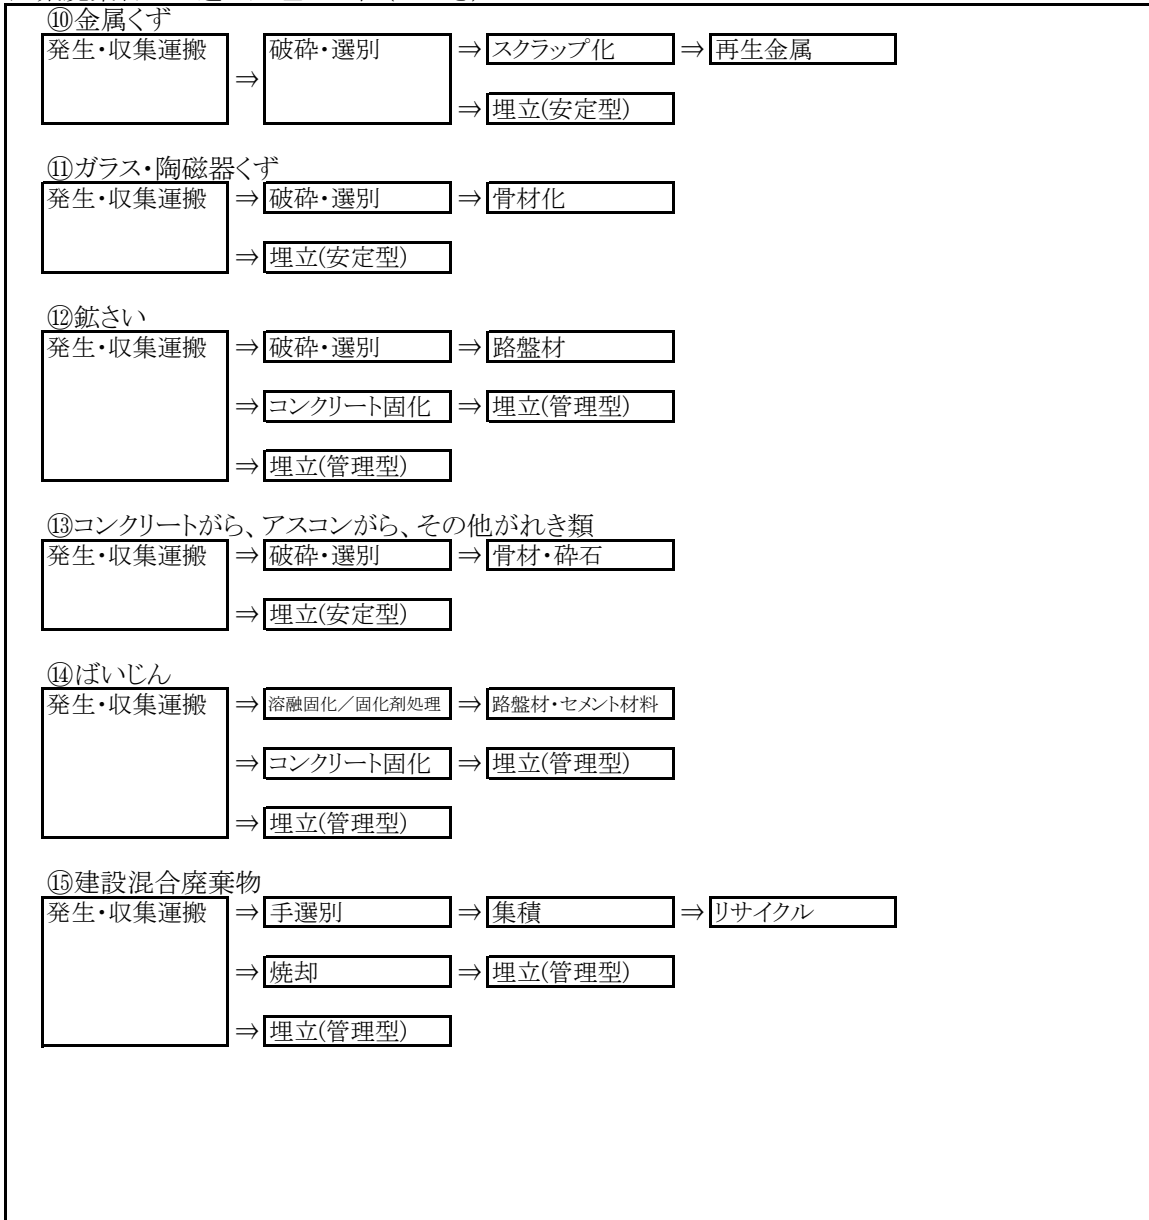 ⑩金属くず
発生・収集運搬 ⇒ 破砕・選別 ⇒ スクラップ化 ⇒ 再生金属
⇒ 埋立(安定型)
⑪ガラス・陶磁器くず
発生・収集運搬 ⇒ 破砕・選別 ⇒ 骨材化
⇒ 埋立(安定型)
⑫鉱さい
発生・収集運搬 ⇒ 破砕・選別 ⇒ 路盤材
⇒ コンクリート固化 ⇒ 埋立(管理型)
⇒ 埋立(管理型)
⑬コンクリートがら、アスコンがら、その他がれき類
発生・収集運搬 ⇒ 破砕・選別 ⇒ 骨材・砕石
⇒ 埋立(安定型)
⑭ばいじん
発生・収集運搬 ⇒ 溶融固化/固化剤処理 ⇒ 路盤材・セメント材料
⇒ コンクリート固化 ⇒ 埋立(管理型)
⇒ 埋立(管理型)
⑮建設混合廃棄物
発生・収集運搬 ⇒ 手選別 ⇒ 集積 ⇒ リサイクル
⇒ 焼却 ⇒ 埋立(管理型)
⇒ 埋立(管理型)